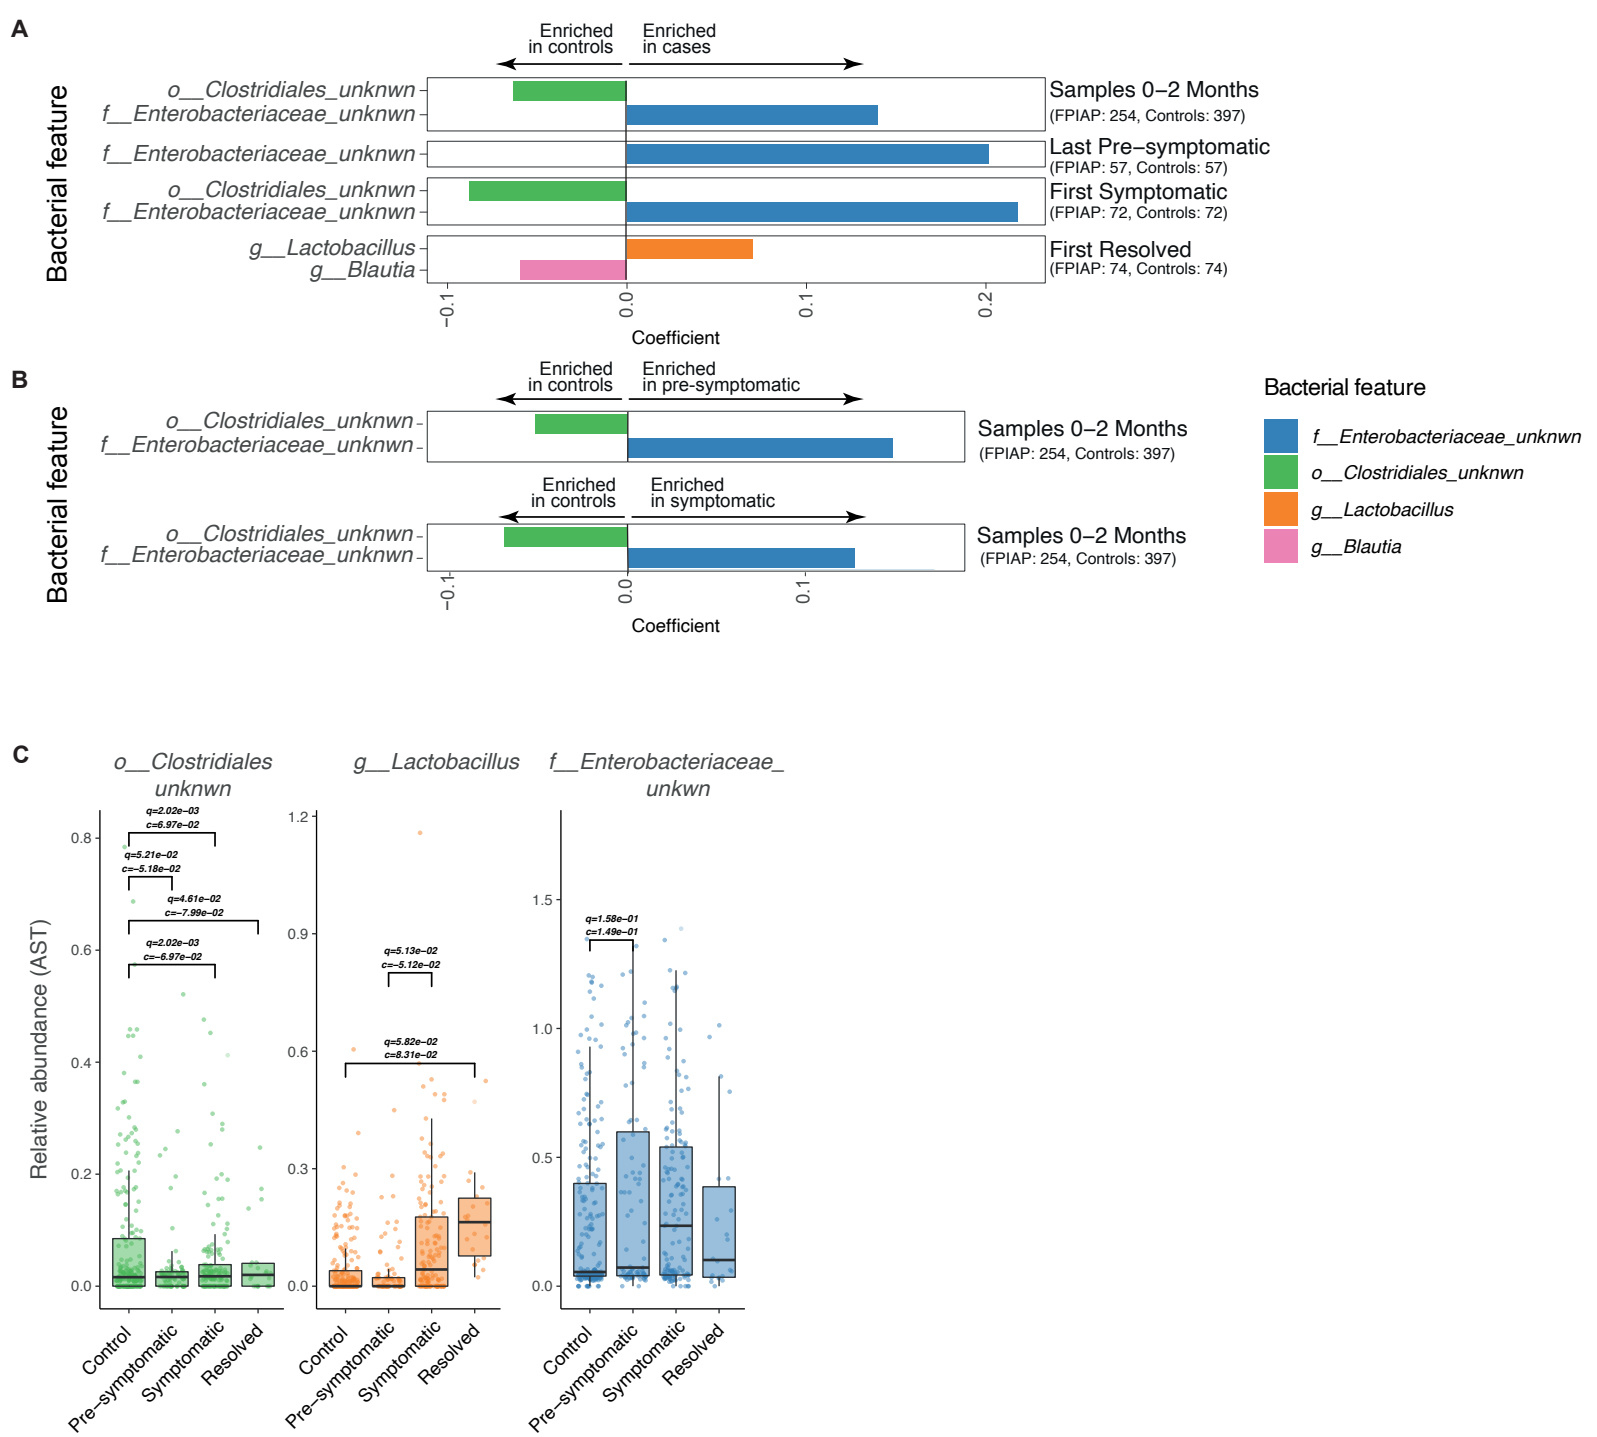 A
Enriched
in controls
Enriched
in cases
Bacterial feature
o__Clostridiales_unknwn
f__Enterobacteriaceae_unknwn
Samples 0–2 Months
(FPIAP: 254, Controls: 397)
f__Enterobacteriaceae_unknwn
Last Pre–symptomatic
(FPIAP: 57, Controls: 57)
o__Clostridiales_unknwn
f__Enterobacteriaceae_unknwn
First Symptomatic
(FPIAP: 72, Controls: 72)
g__Lactobacillus
g__Blautia
First Resolved
(FPIAP: 74, Controls: 74)
−0.1
0.0
0.1
0.2
Coefficient
B
Enriched
in controls
Enriched
in pre-symptomatic
Bacterial feature
o__Clostridiales_unknwn
f__Enterobacteriaceae_unknwn
Samples 0–2 Months
(FPIAP: 254, Controls: 397)
Enriched
in controls
Enriched
in symptomatic
o__Clostridiales_unknwn
f__Enterobacteriaceae_unknwn
Samples 0–2 Months
(FPIAP: 254, Controls: 397)
−0.1
0.0
0.1
Coefficient
Bacterial feature
f__Enterobacteriaceae_unknwn
o__Clostridiales_unknwn
g__Lactobacillus
g__Blautia
C
Relative abundance (AST)
o__Clostridiales
unknwn
0.8
0.6
0.4
0.2
0.0
q=2.02e−03
c=6.97e−02
q=5.21e−02
c=−5.18e−02
q=4.61e−02
c=−7.99e−02
q=2.02e−03
c=−6.97e−02
Control
Pre−symptomatic
Symptomatic
Resolved
g__Lactobacillus
1.2
0.9
0.6
0.3
0.0
q=5.13e−02
c=−5.12e−02
q=5.82e−02
c=8.31e−02
Control
Pre−symptomatic
Symptomatic
Resolved
f__Enterobacteriaceae_
unkwn
1.5
1.0
0.5
0.0
q=1.58e−01
c=1.49e−01
Control
Pre−symptomatic
Symptomatic
Resolved